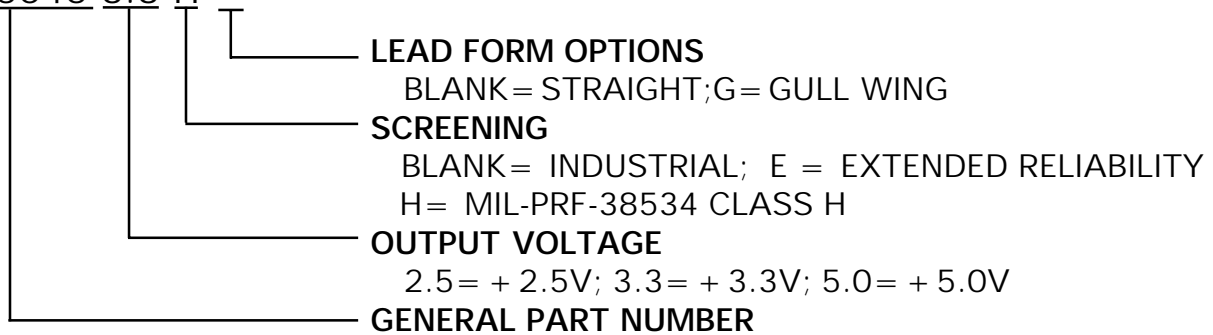 LEAD FORM OPTIONS
BLANK= STRAIGHT;G= GULL WING
SCREENING
BLANK= INDUSTRIAL; E = EXTENDED RELIABILITY
H= MIL-PRF-38534 CLASS H
OUTPUT VOLTAGE
2.5= +2.5V; 3.3= +3.3V; 5.0= +5.0V
GENERAL PART NUMBER